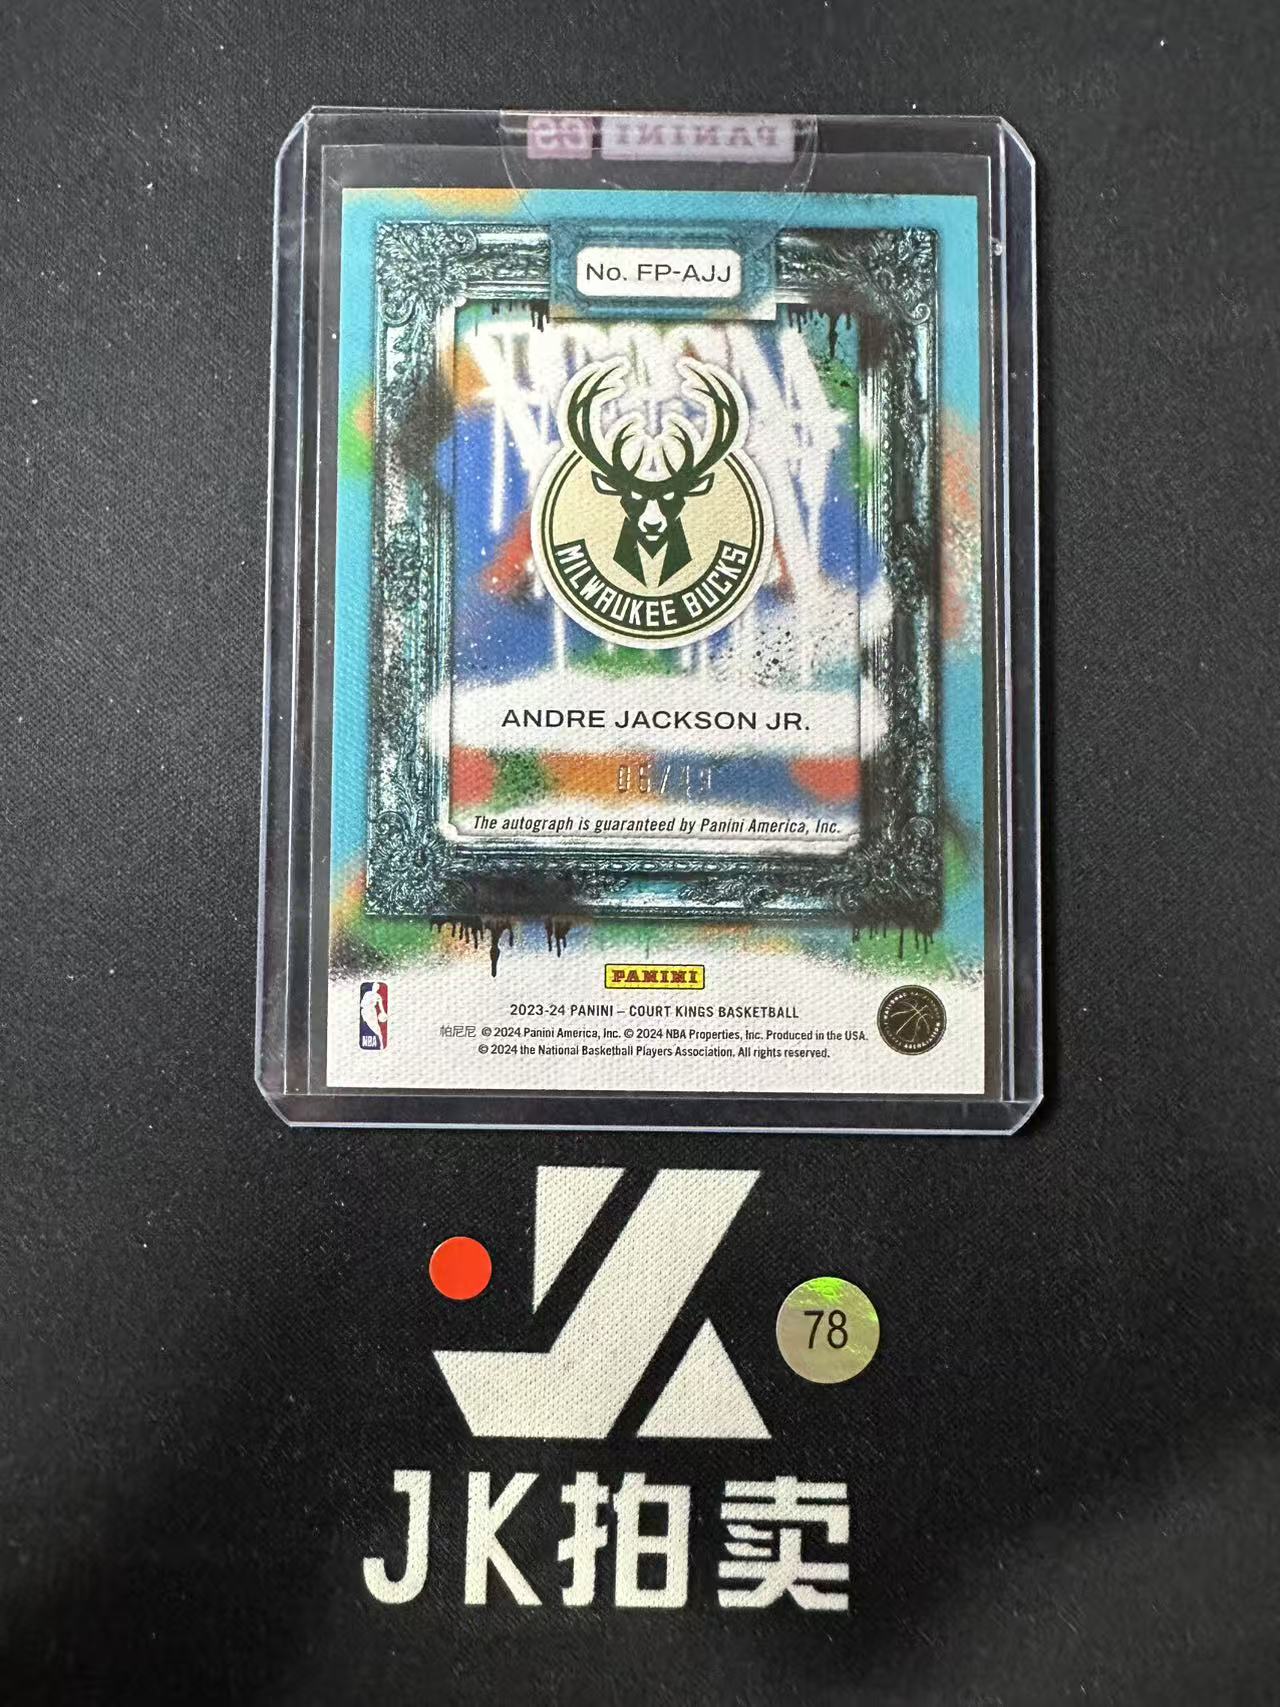 No. FP-AJJ
MILWAUKEE BUCKS
ANDRE JACKSON JR.
The autograph is guaranteed by Panini America, Inc.
PANINI
2023-24 PANINI – COURT KINGS BASKETBALL
帕尼尼 © 2024 Panini America, Inc. © 2024 NBA Properties, Inc. Produced in the USA.
© 2024 the National Basketball Players Association. All rights reserved.
NBA
78
JK拍卖